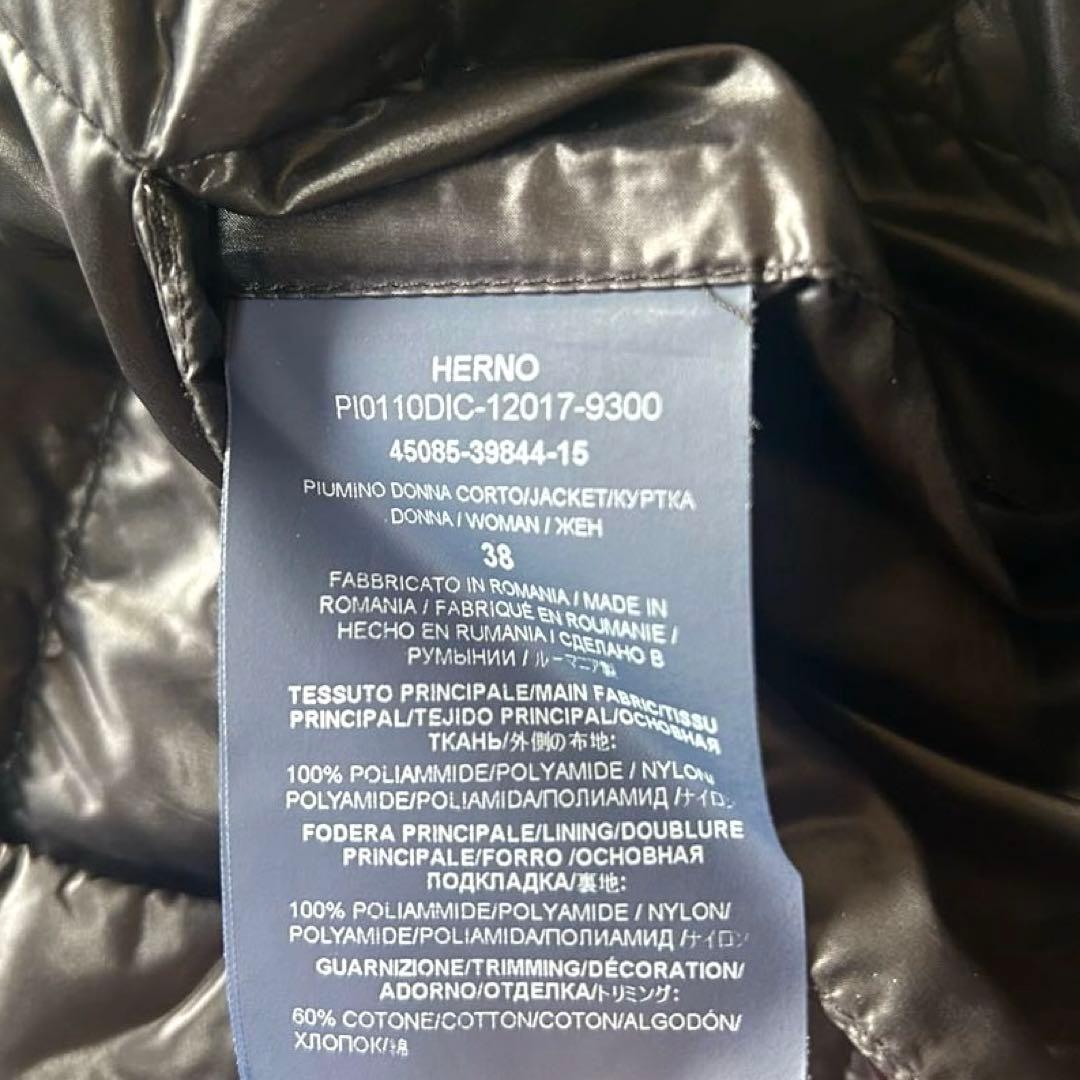 HERNO
PI0110DIC-12017-9300
45085-39844-15
PIUMINO DONNA CORTO/JACKET/КУРТКА
DONNA / WOMAN / ЖЕН
38
FABBRICATO IN ROMANIA / MADE IN
ROMANIA / FABRIQUÉ EN ROUMANIE /
HECHO EN RUMANIA / СДЕЛАНО В
РУМЫНИИ / ルーマニア製
TESSUTO PRINCIPALE/MAIN FABRIC/TISSU
PRINCIPAL/TEJIDO PRINCIPAL/ОСНОВНАЯ
ТКАНЬ/外側の布地:
100% POLIAMMIDE/POLYAMIDE / NYLON/
POLYAMIDE/POLIAMIDA/ПОЛИАМИД /ナイロン
FODERA PRINCIPALE/LINING/DOUBLURE
PRINCIPALE/FORRO /ОСНОВНАЯ
ПОДКЛАДКА/裏地:
100% POLIAMMIDE/POLYAMIDE / NYLON/
POLYAMIDE/POLIAMIDA/ПОЛИАМИД /ナイロン
GUARNIZIONE/TRIMMING/DÉCORATION/
ADORNO/ОТДЕЛКА/トリミング:
60% COTONE/COTTON/COTON/ALGODÓN/
ХЛОПОК/綿